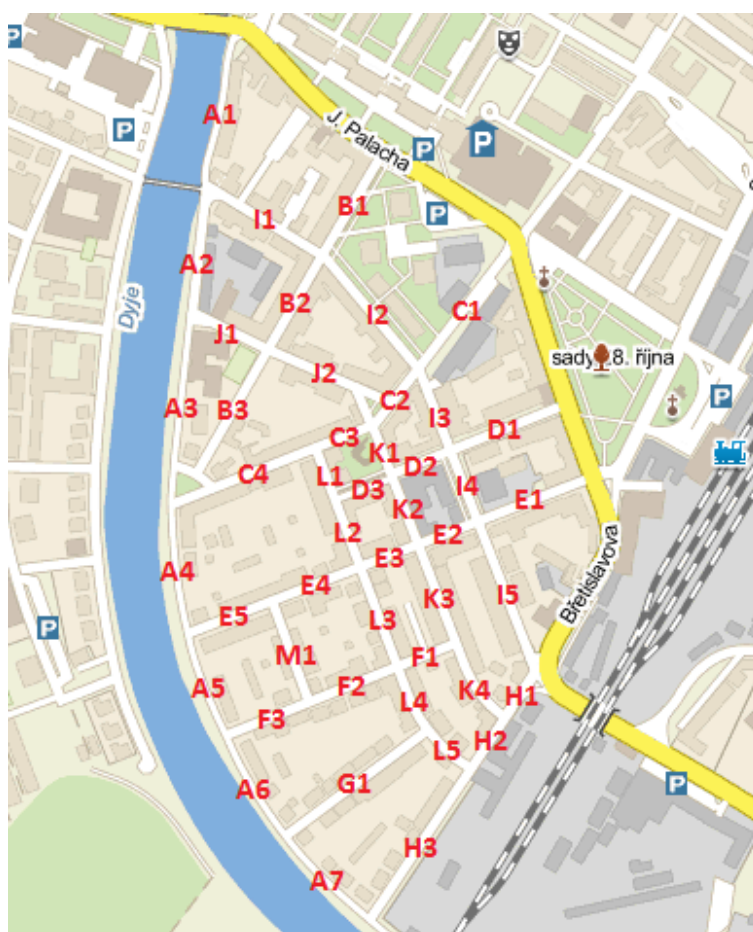 P
A1
P
J. Palacha
P
P
B1
P
I1
A2
Dyje
B2
I2
C1
J1
sady 8. října
J2
P
A3
B3
C2
I3
C3
K1
D1
C4
L1
D2
D3
I4
K2
E1
L2
E2
E3
Břetislavova
A4
E4
K3
I5
E5
L3
P
M1
F1
A5
F2
K4
H1
L4
F3
H2
L5
A6
G1
P
H3
A7